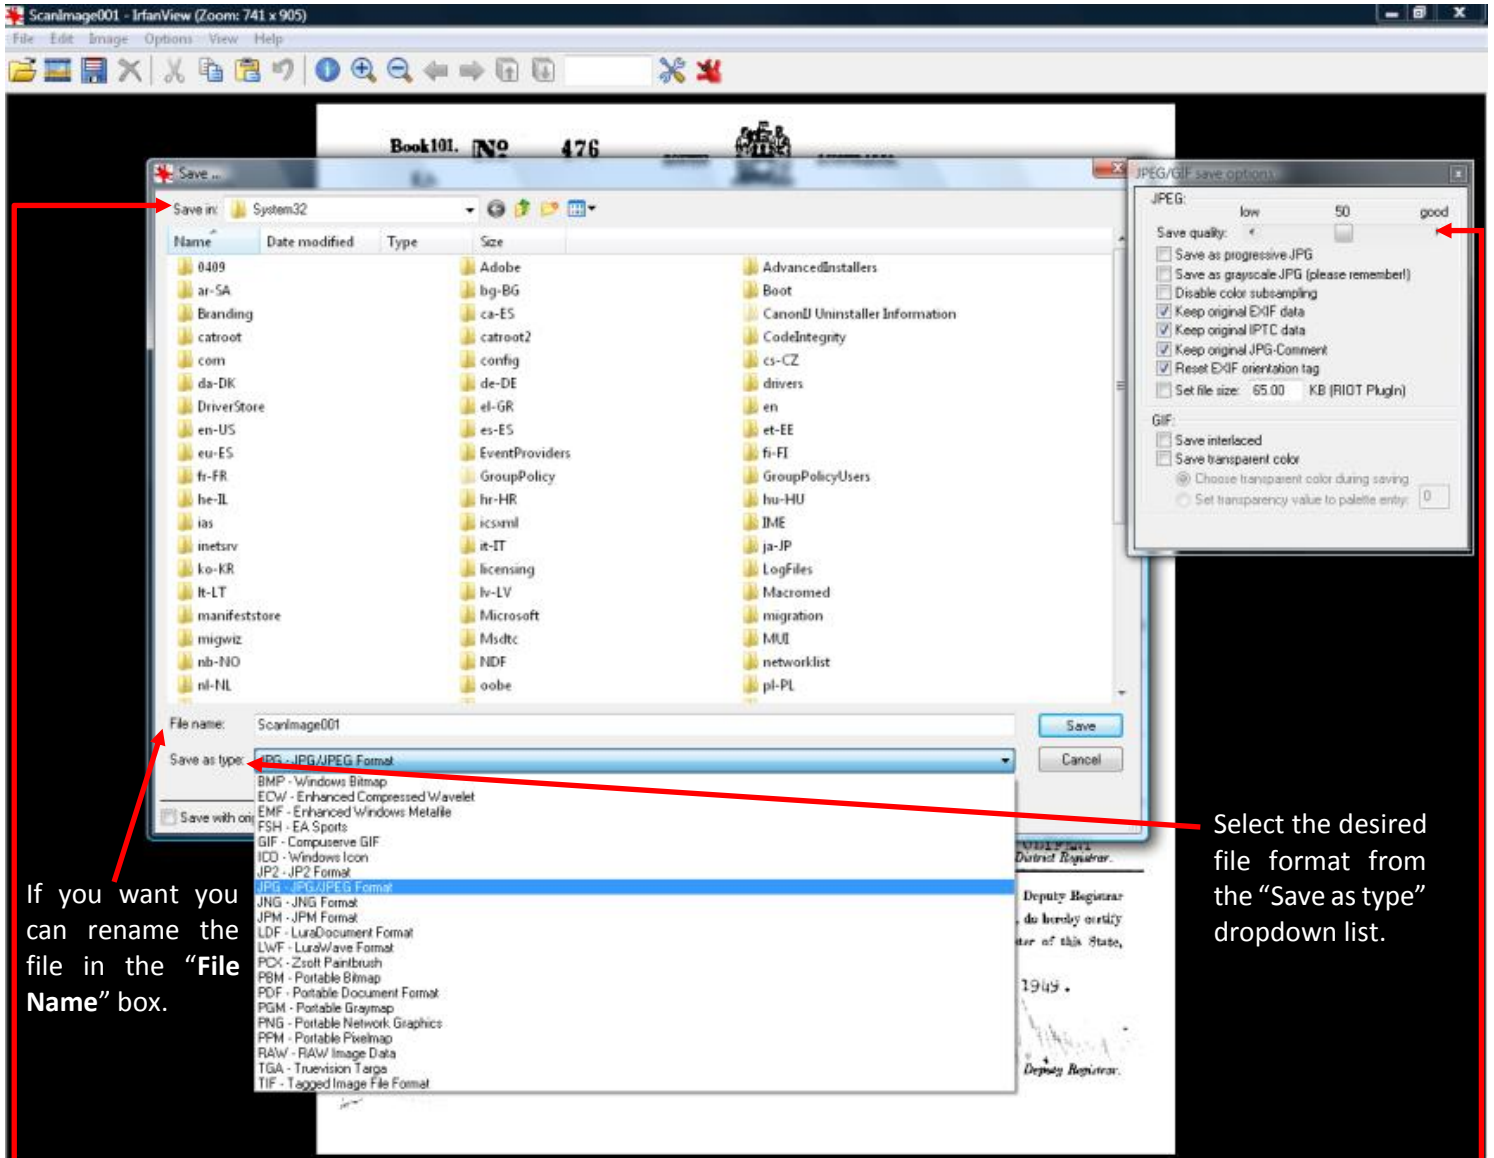 ScanImage001 - IrfanView (Zoom: 741 x 905)
File Edit Image Options View Help
Book101. No 476
Save ...
Save in: System32
Name Date modified Type Size
0409 Adobe AdvancedInstallers
ar-SA bg-BG Boot
Branding ca-ES CanonIJ Uninstaller Information
catroot catroot2 CodeIntegrity
com config cs-CZ
da-DK de-DE drivers
DriverStore el-GR en
en-US es-ES et-EE
eu-ES EventProviders fi-FI
fr-FR GroupPolicy GroupPolicyUsers
he-IL hr-HR hu-HU
ias icsxml IME
inetsrv it-IT ja-JP
ko-KR licensing LogFiles
lt-LT lv-LV Macromed
manifeststore Microsoft migration
migwiz Msdtc MUI
nb-NO NDF networklist
nl-NL oobe pl-PL
File name: ScanImage001 Save
Save as type: JPG - JPG/JPEG Format Cancel
BMP - Windows Bitmap
ECW - Enhanced Compressed Wavelet
EMF - Enhanced Windows Metafile
FSH - EA Sports
GIF - Compuserve GIF
ICO - Windows Icon
JP2 - JP2 Format
JPG - JPG/JPEG Format
JNG - JNG Format
JPM - JPM Format
LDF - LuraDocument Format
LWF - LuraWave Format
PCX - Zsoft Paintbrush
PBM - Portable Bitmap
PDF - Portable Document Format
PGM - Portable Graymap
PNG - Portable Network Graphics
PPM - Portable Pixelmap
RAW - RAW Image Data
TGA - Truevision Targa
TIF - Tagged Image File Format
Save with ori
JPEG/GIF save options
JPEG:
low 50 good
Save quality:
Save as progressive JPG
Save as grayscale JPG (please remember!)
Disable color subsampling
Keep original EXIF data
Keep original IPTC data
Keep original JPG-Comment
Reset EXIF orientation tag
Set file size: 65.00 KB (RIOT PlugIn)
GIF:
Save interlaced
Save transparent color
Choose transparent color during saving
Set transparency value to palette entry: 0
District Registrar.
Deputy Registrar
, do hereby certify
ter of this State,
1949.
Deputy Registrar.
If you want you
can rename the
file in the “File
Name” box.
Select the desired
file format from
the “Save as type”
dropdown list.